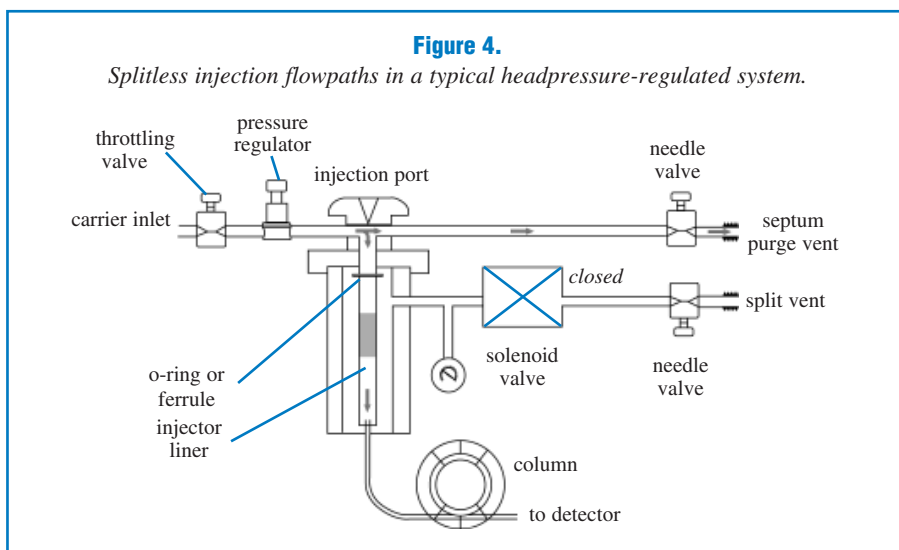 Figure 4.
Splitless injection flowpaths in a typical headpressure-regulated system.
throttling
valve
pressure
regulator
injection port
needle
valve
carrier inlet
septum
purge vent
closed
split vent
solenoid
valve
needle
valve
o-ring or
ferrule
injector
liner
column
to detector